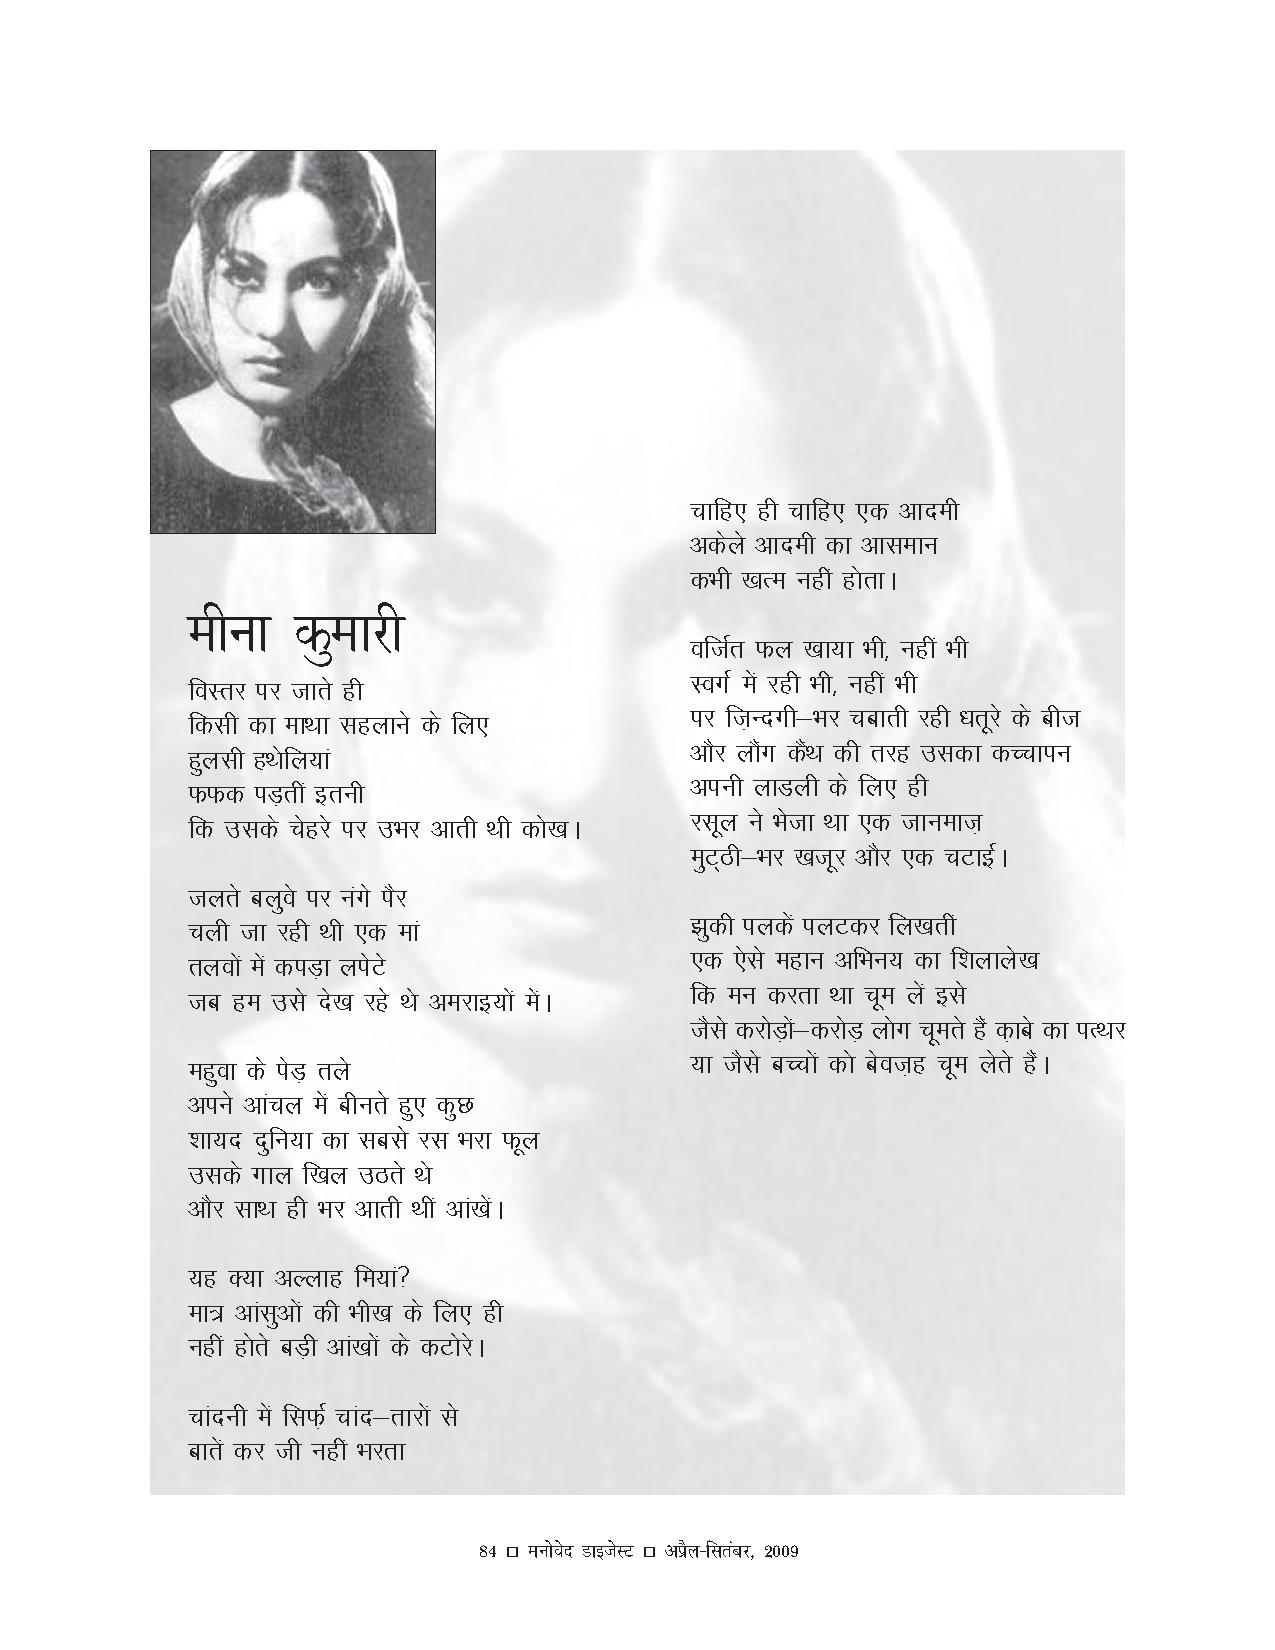 मीना कुमारी
विस्तर पर जाते ही
किसी का माथा सहलाने के लिए
हुलसी हथेलियां
फफक पड़तीं इतनी
कि उसके चेहरे पर उभर आती थी कोख।
जलते बलुवे पर नंगे पैर
चली जा रही थी एक मां
तलवों में कपड़ा लपेटे
जब हम उसे देख रहे थे अमराइयों में।
महुवा के पेड़ तले
अपने आंचल में बीनते हुए कुछ
शायद दुनिया का सबसे रस भरा फूल
उसके गाल खिल उठते थे
और साथ ही भर आती थीं आंखें।
यह क्या अल्लाह मियां?
मात्र आंसुओं की भीख के लिए ही
नहीं होते बड़ी आंखों के कटोरे।
चांदनी में सिर्फ़ चांद–तारों से
बातें कर जी नहीं भरता
चाहिए ही चाहिए एक आदमी
अकेले आदमी का आसमान
कभी खत्म नहीं होता।
वर्जित फल खाया भी, नहीं भी
स्वर्ग में रही भी, नहीं भी
पर ज़िन्दगी–भर चबाती रही धतूरे के बीज
और लौंग कैंथ की तरह उसका कच्चापन
अपनी लाडली के लिए ही
रसूल ने भेजा था एक जानमाज़
मुट्ठी–भर खजूर और एक चटाई।
झुकी पलकें पलटकर लिखतीं
एक ऐसे महान अभिनय का शिलालेख
कि मन करता था चूम लें इसे
जैसे करोड़ों–करोड़ लोग चूमते हैं क़ाबे का पत्थर
या जैसे बच्चों को बेवज़ह चूम लेते हैं।
84 □ मनोवेद डाइजेस्ट □ अप्रैल-सितंबर, 2009